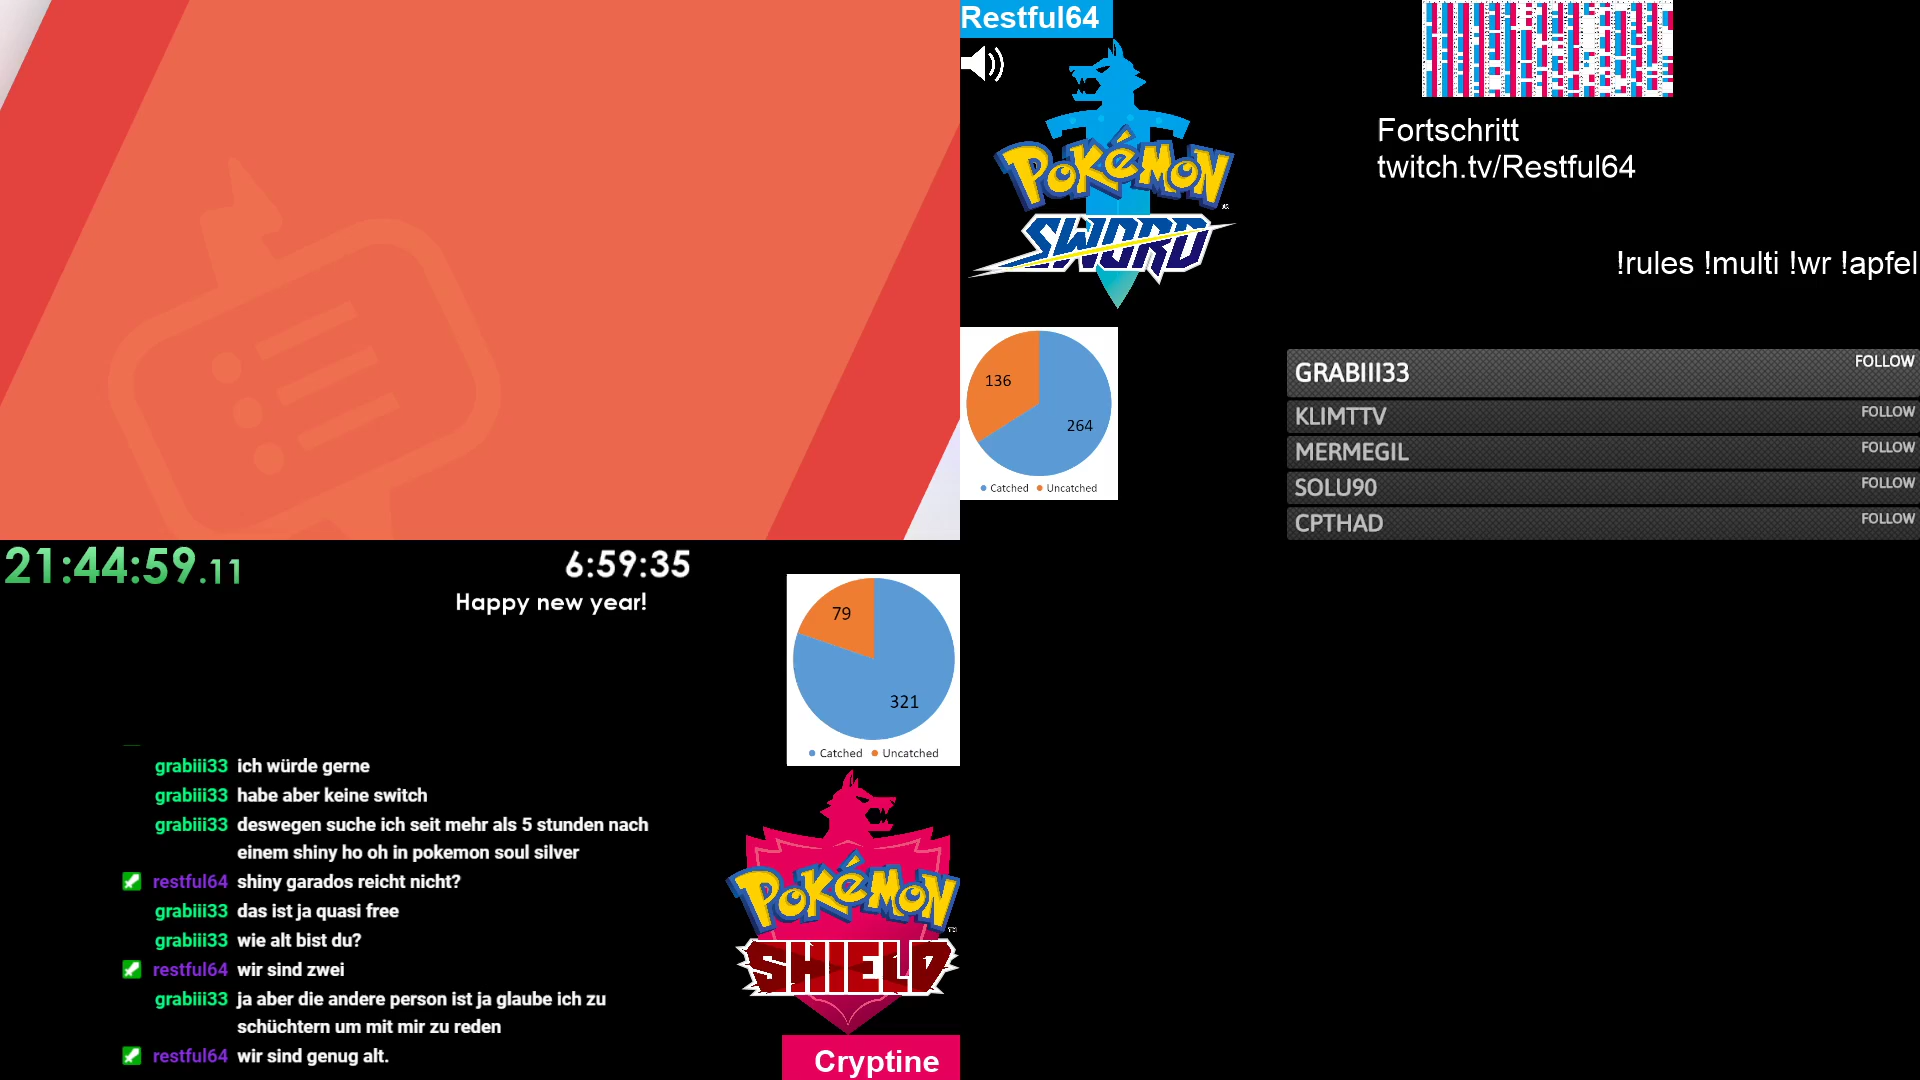 Restful64
POKéMON
SWORD
Fortschritt
twitch.tv/Restful64
!rules !multi !wr !apfel
136
264
Catched Uncatched
GRABIII33 FOLLOW
KLIMTTV FOLLOW
MERMEGIL FOLLOW
SOLU90 FOLLOW
CPTHAD FOLLOW
21:44:59.11
6:59:35
Happy new year!
79
321
Catched Uncatched
grabiii33 ich würde gerne
grabiii33 habe aber keine switch
grabiii33 deswegen suche ich seit mehr als 5 stunden nach
einem shiny ho oh in pokemon soul silver
restful64 shiny garados reicht nicht?
grabiii33 das ist ja quasi free
grabiii33 wie alt bist du?
restful64 wir sind zwei
grabiii33 ja aber die andere person ist ja glaube ich zu
schüchtern um mit mir zu reden
restful64 wir sind genug alt.
POKéMON
SHIELD
Cryptine